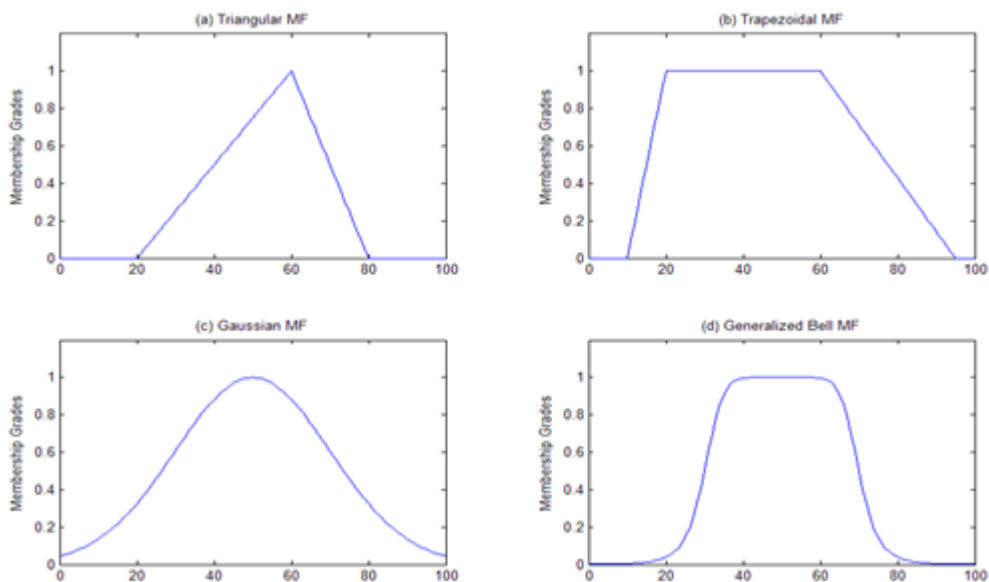 (a) Triangular MF
Membership Grades
1
0.8
0.6
0.4
0.2
0
0 20 40 60 80 100
(b) Trapezoidal MF
Membership Grades
1
0.8
0.6
0.4
0.2
0
0 20 40 60 80 100
(c) Gaussian MF
Membership Grades
1
0.8
0.6
0.4
0.2
0
0 20 40 60 80 100
(d) Generalized Bell MF
Membership Grades
1
0.8
0.6
0.4
0.2
0
0 20 40 60 80 100